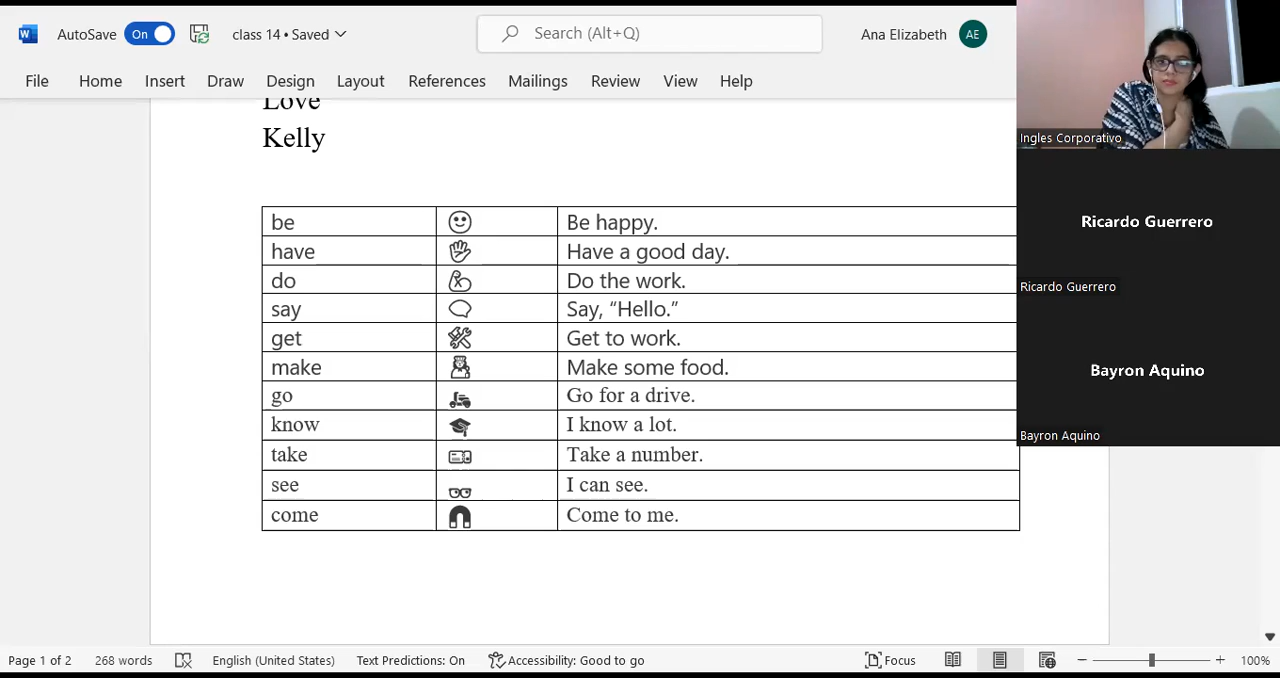 AutoSave On class 14 • Saved Search (Alt+Q) Ana Elizabeth AE
File Home Insert Draw Design Layout References Mailings Review View Help
Love
Kelly
be Be happy.
have Have a good day.
do Do the work.
say Say, “Hello.”
get Get to work.
make Make some food.
go Go for a drive.
know I know a lot.
take Take a number.
see I can see.
come Come to me.
Ingles Corporativo
Ricardo Guerrero
Ricardo Guerrero
Bayron Aquino
Bayron Aquino
Page 1 of 2 268 words English (United States) Text Predictions: On Accessibility: Good to go Focus 100%